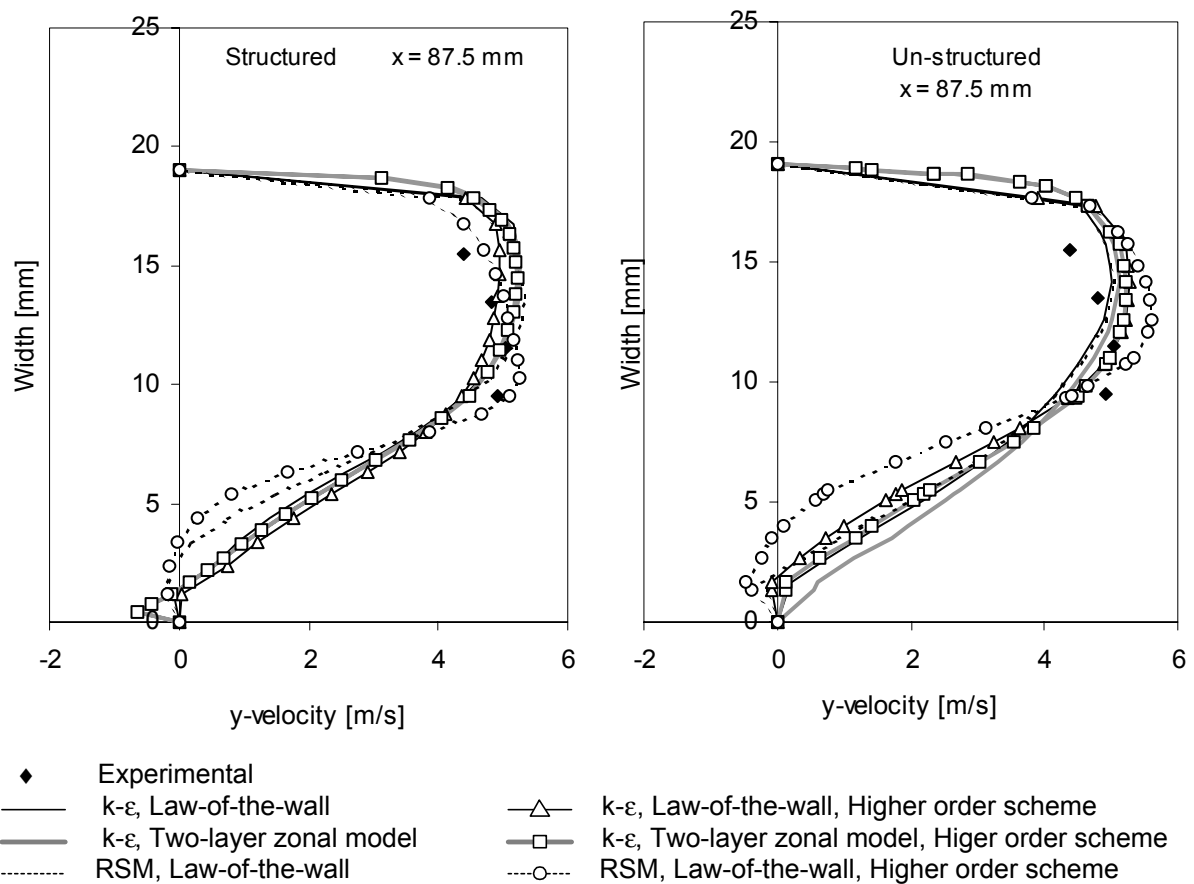 Structured x = 87.5 mm
25
20
15
10
5
0
Width [mm]
-2 0 2 4 6
y-velocity [m/s]
Un-structured
x = 87.5 mm
25
20
15
10
5
0
Width [mm]
-2 0 2 4 6
y-velocity [m/s]
Experimental
k-ε, Law-of-the-wall
k-ε, Two-layer zonal model
RSM, Law-of-the-wall
k-ε, Law-of-the-wall, Higher order scheme
k-ε, Two-layer zonal model, Higer order scheme
RSM, Law-of-the-wall, Higher order scheme